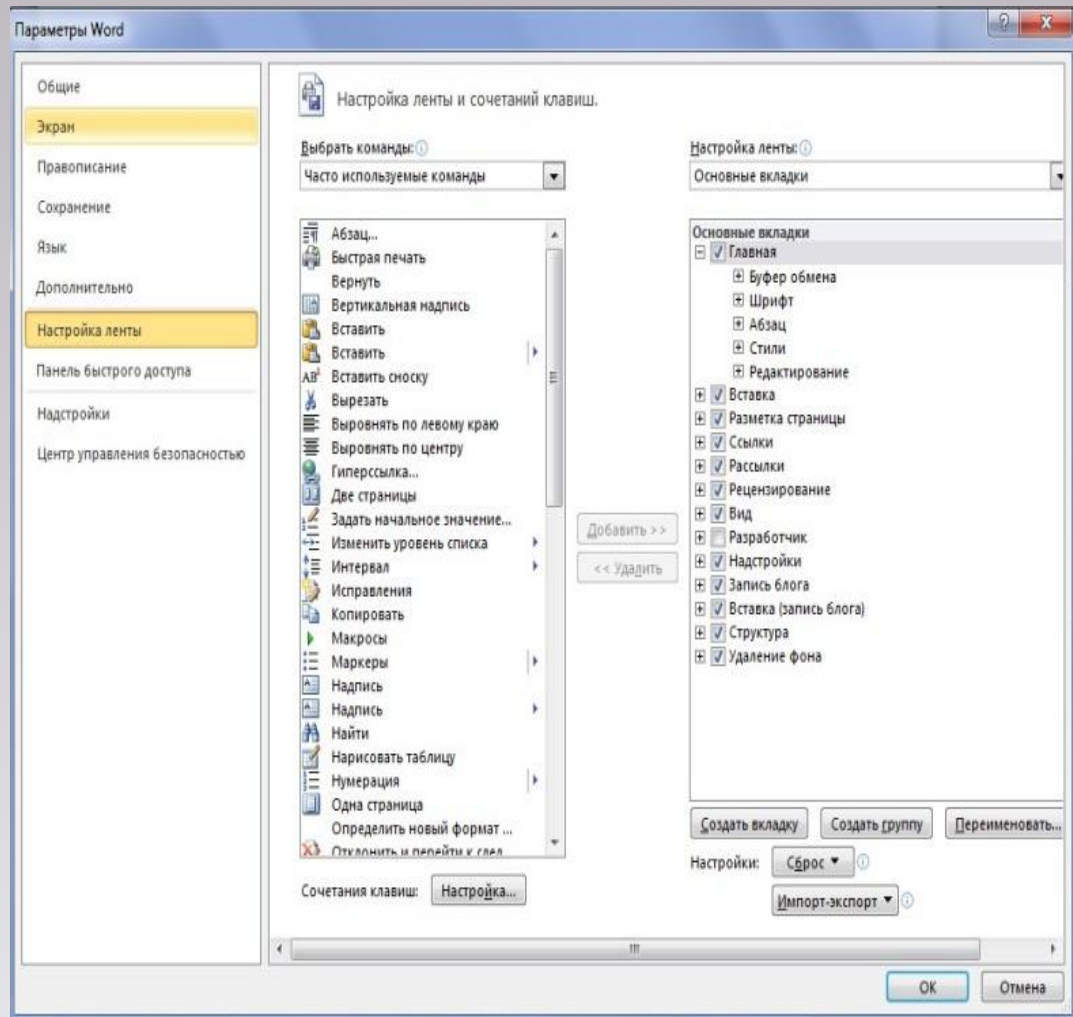 Параметры Word
Общие
Экран
Правописание
Сохранение
Язык
Дополнительно
Настройка ленты
Панель быстрого доступа
Надстройки
Центр управления безопасностью
Настройка ленты и сочетаний клавиш.
Выбрать команды:
Часто используемые команды
Абзац...
Быстрая печать
Вернуть
Вертикальная надпись
Вставить
Вставить
AB¹ Вставить сноску
Вырезать
Выровнять по левому краю
Выровнять по центру
Гиперссылка...
Две страницы
Задать начальное значение...
Изменить уровень списка
Интервал
Исправления
Копировать
Макросы
Маркеры
Надпись
Надпись
Найти
Нарисовать таблицу
Нумерация
Одна страница
Определить новый формат ...
Отклонить и перейти к след
Сочетания клавиш: Настройка...
Добавить >>
<< Удалить
Настройка ленты:
Основные вкладки
Основные вкладки
Главная
Буфер обмена
Шрифт
Абзац
Стили
Редактирование
Вставка
Разметка страницы
Ссылки
Рассылки
Рецензирование
Вид
Разработчик
Надстройки
Запись блога
Вставка (запись блога)
Структура
Удаление фона
Создать вкладку Создать группу Переименовать...
Настройки: Сброс
Импорт-экспорт
ОК Отмена